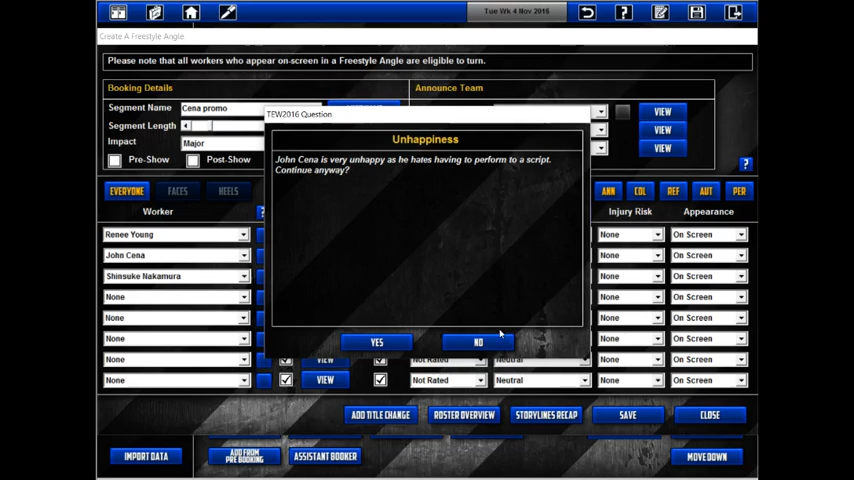 Tue Wk 4 Nov 2016
?
Create A Freestyle Angle
Please note that all workers who appear on-screen in a Freestyle Angle are eligible to turn.
Booking Details
Announce Team
Segment Name
Cena promo
VIEW
Segment Length
VIEW
Impact
Major
VIEW
Pre-Show
Post-Show
?
TEW2016 Question
Unhappiness
John Cena is very unhappy as he hates having to perform to a script.
Continue anyway?
YES
NO
EVERYONE
FACES
HEELS
ANN
COL
REF
AUT
PER
Worker
?
Injury Risk
Appearance
Renee Young
None
On Screen
John Cena
None
On Screen
Shinsuke Nakamura
None
On Screen
None
None
On Screen
None
None
On Screen
None
None
On Screen
None
VIEW
Not Rated
Neutral
None
On Screen
None
VIEW
Not Rated
Neutral
None
On Screen
ADD TITLE CHANGE
ROSTER OVERVIEW
STORYLINES RECAP
SAVE
CLOSE
IMPORT DATA
ADD FROM
PRE BOOKING
ASSISTANT BOOKER
MOVE DOWN